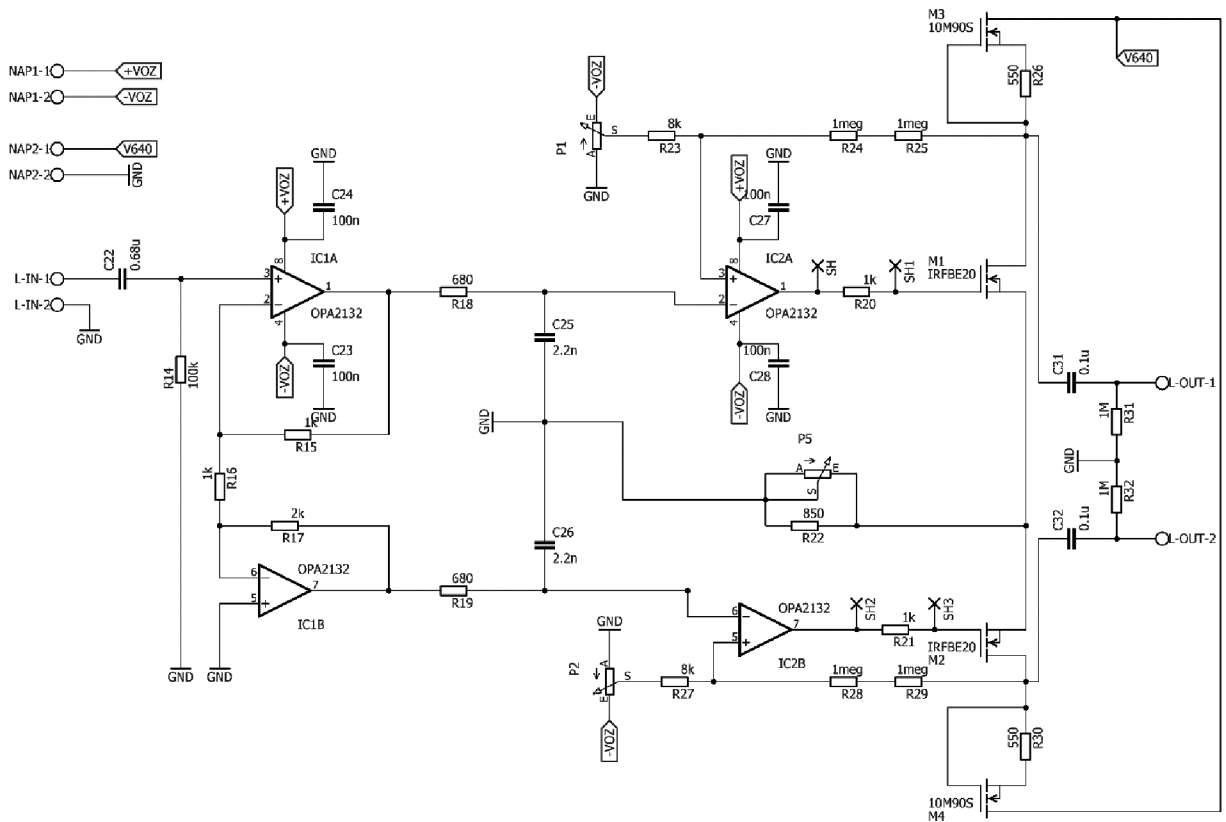 M3
10M90S
NAP1-1
+VOZ
NAP1-2
-VOZ
NAP2-1
V640
NAP2-2
GND
V640
550
R26
-VOZ
P1
E
S
A
GND
8k
R23
1meg
R24
1meg
R25
GND
+VOZ
C24
100n
GND
+VOZ
100n
C27
L-IN-1
L-IN-2
GND
C22
0.68u
8
3
2
1
4
IC1A
OPA2132
680
R18
8
3
2
1
4
IC2A
OPA2132
SH
1k
R20
SH1
M1
IRFBE20
R14
100k
-VOZ
C23
100n
GND
C25
2.2n
-VOZ
100n
C28
GND
C31
0.1u
L-OUT-1
1M
R31
1k
R15
GND
P5
A
E
S
GND
1k
R16
850
R22
1M
R32
2k
R17
C26
2.2n
C32
0.1u
L-OUT-2
OPA2132
6
5
7
IC1B
680
R19
GND
GND
OPA2132
6
5
7
IC2B
SH2
1k
R21
SH3
IRFBE20
M2
GND
P2
A
S
E
-VOZ
8k
R27
1meg
R28
1meg
R29
550
R30
10M90S
M4